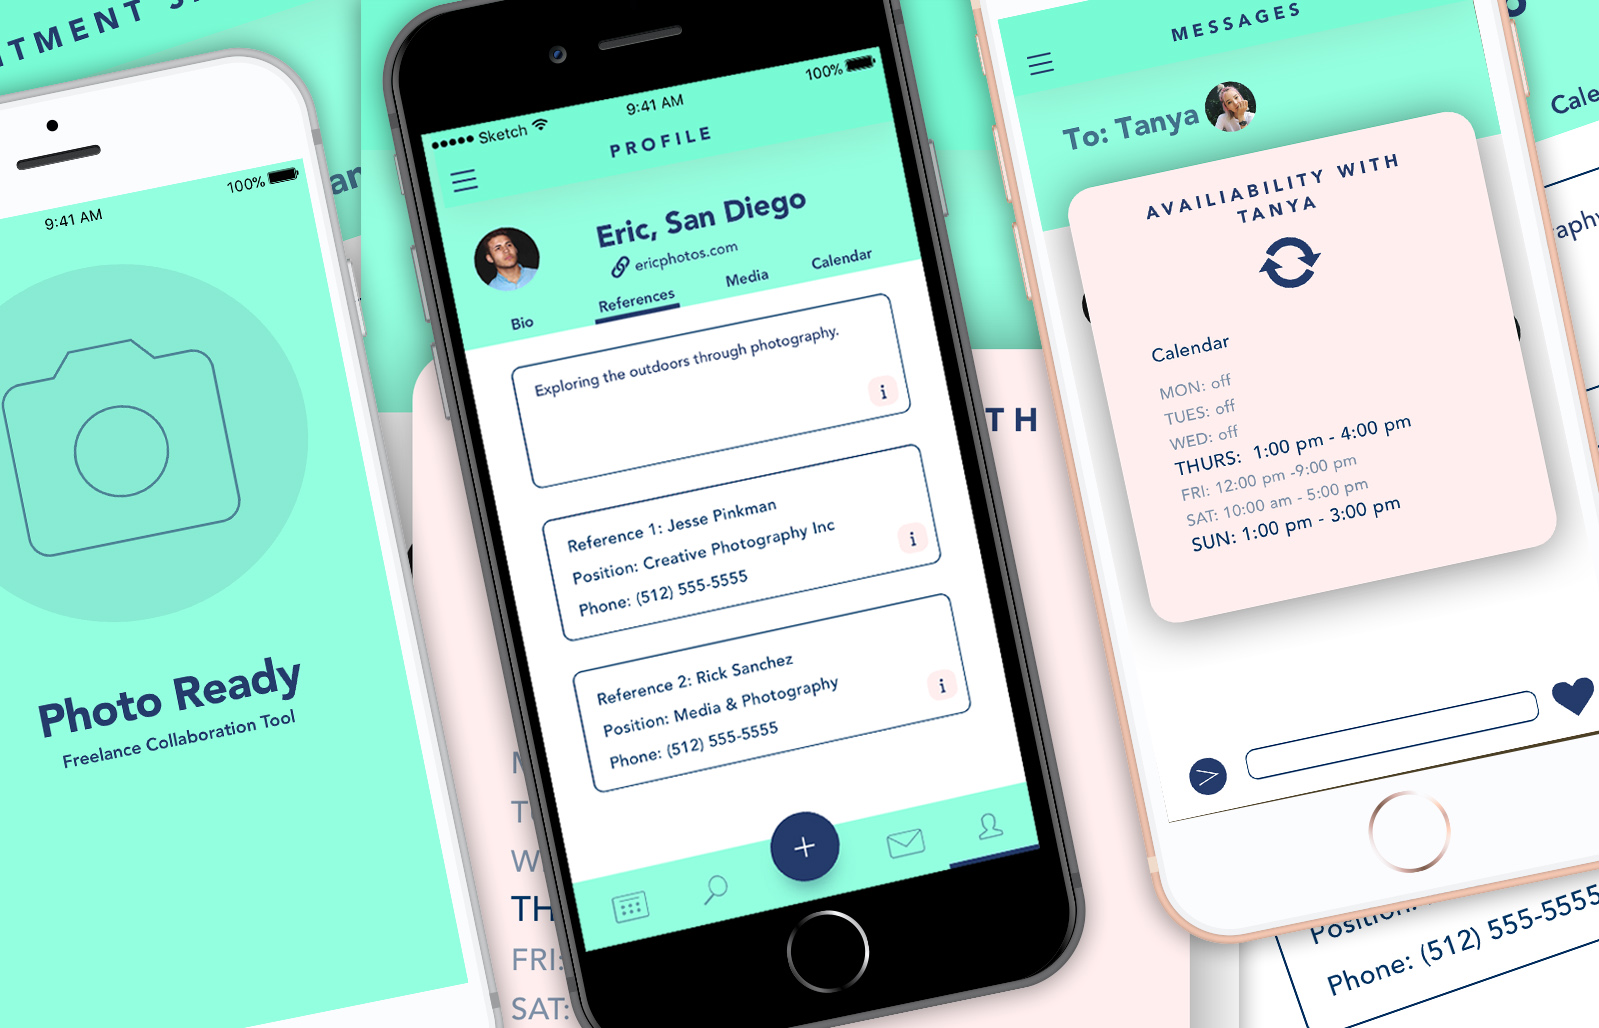 TMENT
9:41 AM
100%
Photo Ready
Freelance Collaboration Tool
Sketch
9:41 AM
100%
PROFILE
Eric, San Diego
ericphotos.com
Bio
References
Media
Calendar
Exploring the outdoors through photography.
i
Reference 1: Jesse Pinkman
Position: Creative Photography Inc
Phone: (512) 555-5555
i
Reference 2: Rick Sanchez
Position: Media & Photography
Phone: (512) 555-5555
i
TH
TH
FRI:
SAT:
MESSAGES
To: Tanya
AVAILIABILITY WITH
TANYA
Calendar
MON: off
TUES: off
WED: off
THURS: 1:00 pm - 4:00 pm
FRI: 12:00 pm -9:00 pm
SAT: 10:00 am - 5:00 pm
SUN: 1:00 pm - 3:00 pm
Cale
raphy
Position:
Phone: (512) 555-5555